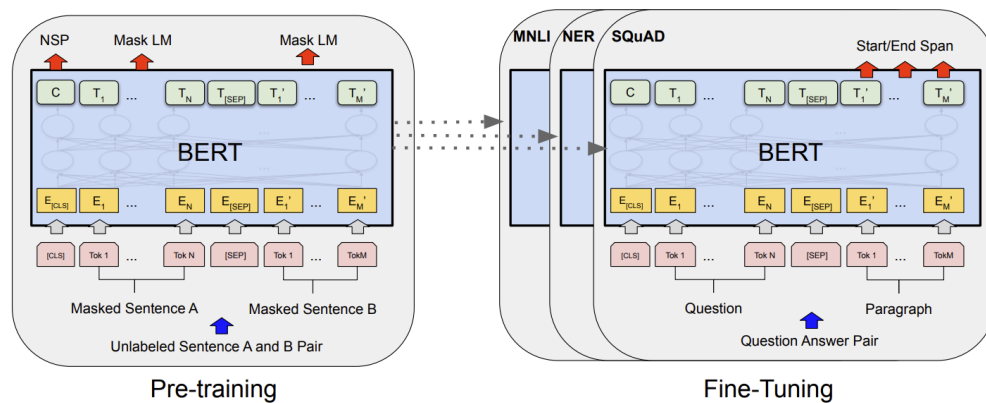 NSP Mask LM Mask LM
C T1 ... TN T[SEP] T1' ... TM'
BERT
E[CLS] E1 ... EN E[SEP] E1' ... EM'
[CLS] Tok 1 ... Tok N [SEP] Tok 1 ... TokM
Masked Sentence A Masked Sentence B
Unlabeled Sentence A and B Pair
Pre-training
MNLI NER SQuAD Start/End Span
C T1 ... TN T[SEP] T1' ... TM'
BERT
E[CLS] E1 ... EN E[SEP] E1' ... EM'
[CLS] Tok 1 ... Tok N [SEP] Tok 1 ... TokM
Question Paragraph
Question Answer Pair
Fine-Tuning